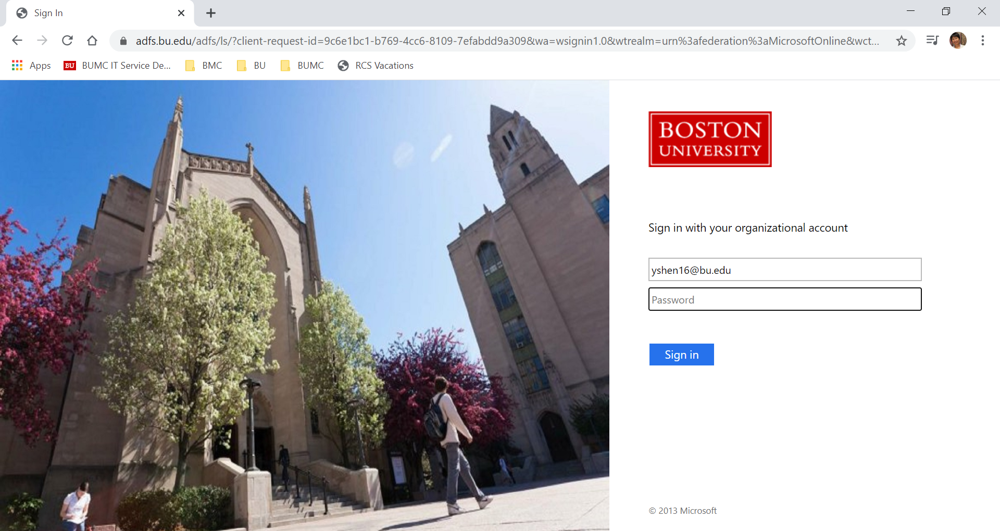 Sign In
adfs.bu.edu/adfs/ls/?client-request-id=9c6e1bc1-b769-4cc6-8109-7efabdd9a309&wa=wsignin1.0&wtrealm=urn%3afederation%3aMicrosoftOnline&wct...
Apps BU BUMC IT Service De... BMC BU BUMC RCS Vacations
BOSTON
UNIVERSITY
Sign in with your organizational account
yshen16@bu.edu
Password
Sign in
© 2013 Microsoft